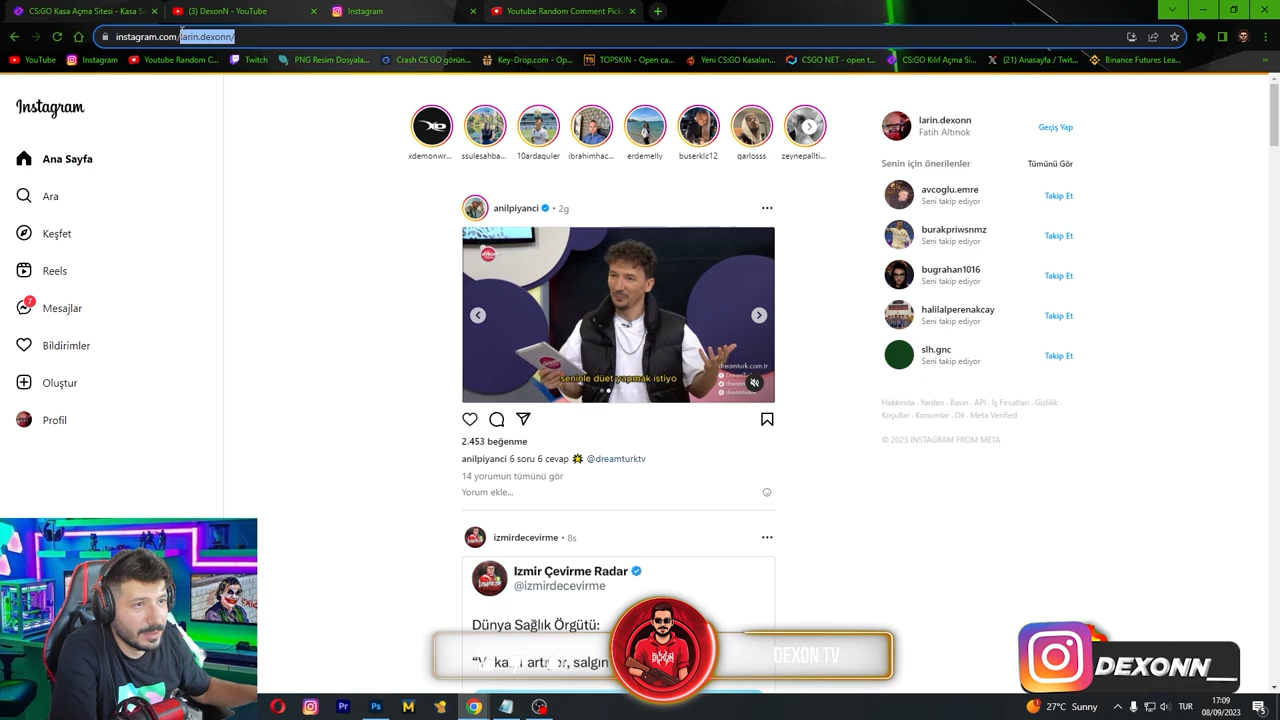 CS:GO Kasa Açma Sitesi - Kasa S
(3) DexonN - YouTube
Instagram
Youtube Random Comment Picke
instagram.com/larin.dexonn/
YouTube
Instagram
Youtube Random C...
Twitch
PNG Resim Dosyala...
Crash CS GO görün...
Key-Drop.com - Op...
TOPSKIN - Open ca...
Yeni CS:GO Kasaları...
CSGO NET - open t...
CS:GO Kılıf Açma Si...
(21) Anasayfa / Twit...
Binance Futures Lea...
Instagram
Ana Sayfa
Ara
Keşfet
Reels
7
Mesajlar
Bildirimler
Oluştur
Profil
xdemonwr...
ssulesahba...
10ardaquler
ibrahimhac...
erdemelly
buserklc12
qarlosss
zeynepallti...
anilpiyanci • 2g
seninle düet yapmak istiyo
dreamturk.com.tr
2.453 beğenme
anilpiyanci 6 soru 6 cevap @dreamturktv
14 yorumun tümünü gör
Yorum ekle...
izmirdecevirme • 8s
Izmir Çevirme Radar
@izmirdecevirme
Dünya Sağlık Örgütü:
larin.dexonn
Fatih Altınok
Geçiş Yap
Senin için önerilenler
Tümünü Gör
avcoglu.emre
Seni takip ediyor
Takip Et
burakpriwsnmz
Seni takip ediyor
Takip Et
bugrahan1016
Seni takip ediyor
Takip Et
halilalperenakcay
Seni takip ediyor
Takip Et
slh.gnc
Seni takip ediyor
Takip Et
Hakkında · Yardım · Basın · API · İş Fırsatları · Gizlilik ·
Koşullar · Konumlar · Dil · Meta Verified
© 2023 INSTAGRAM FROM META
DEXON TV
DEXONN__
27°C Sunny
TUR
17:09
08/09/2023